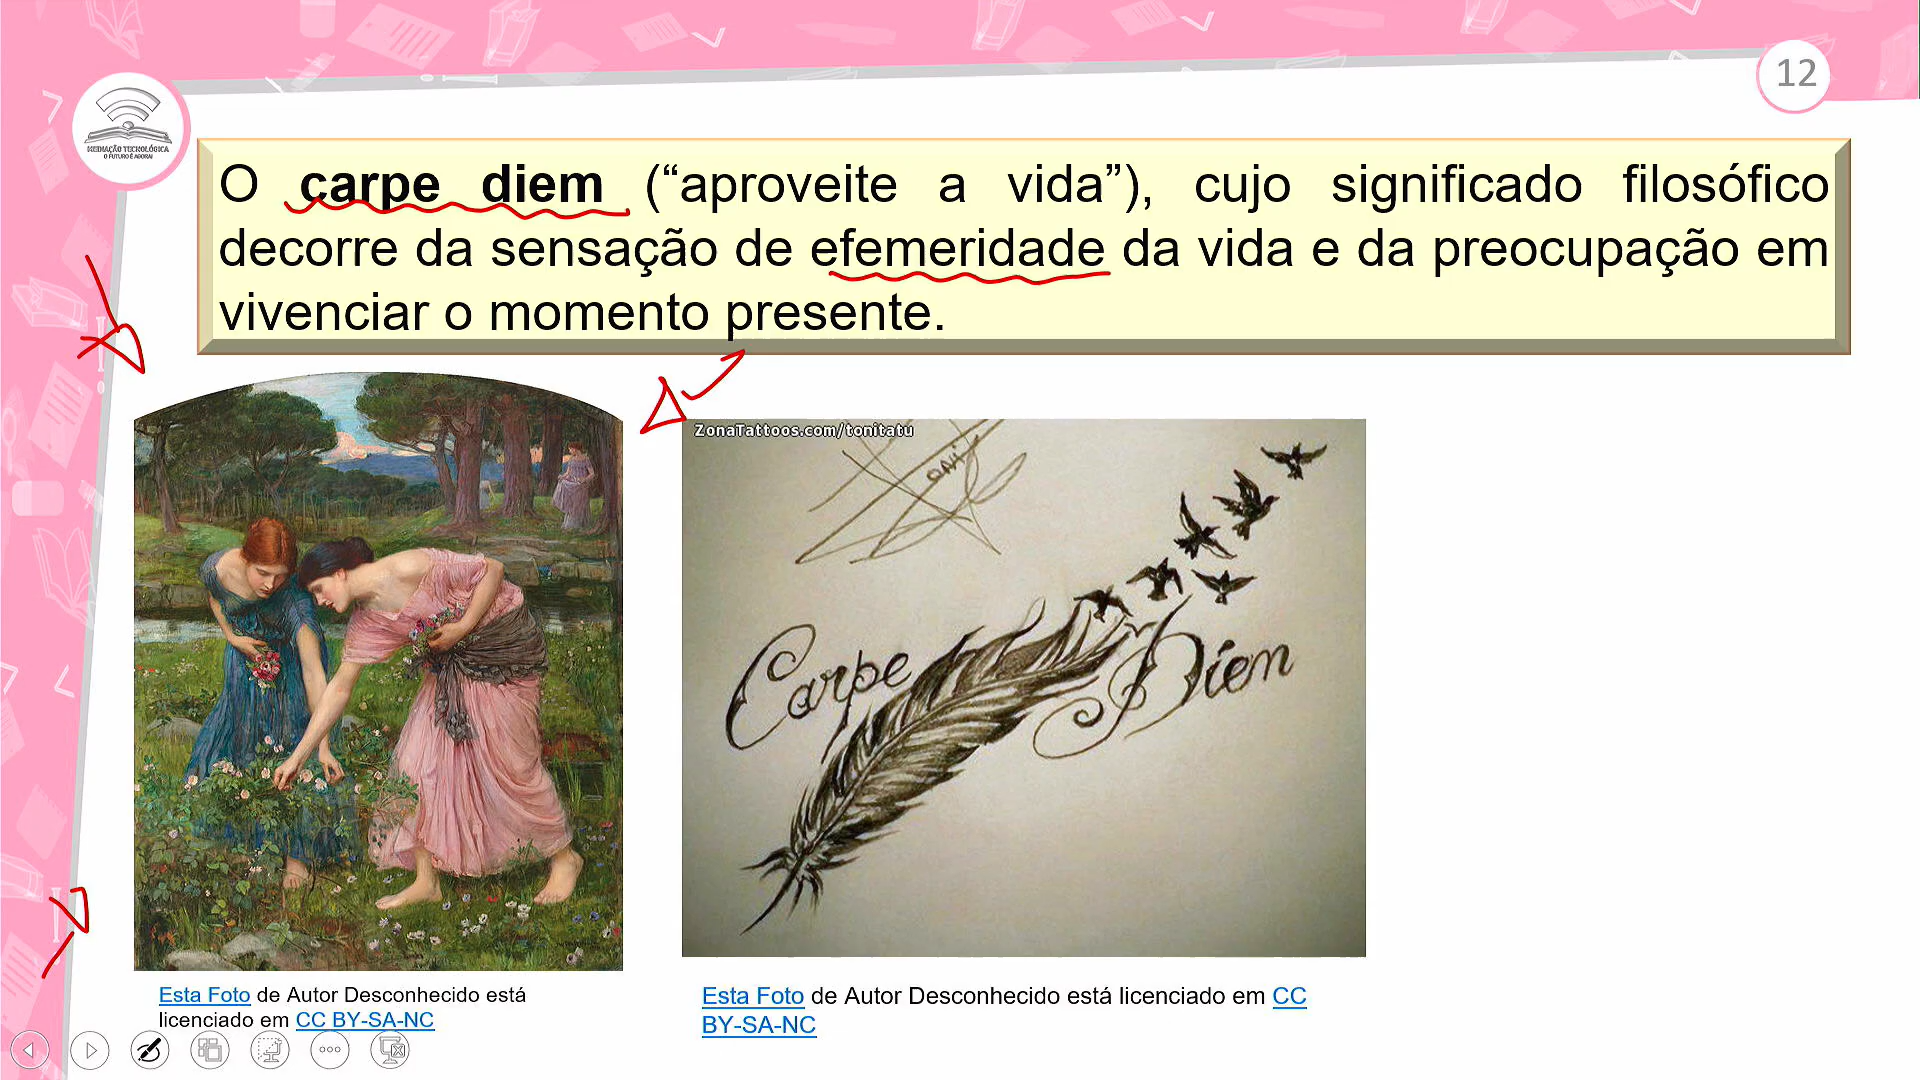 12
MEDIAÇÃO TECNOLÓGICA
O FUTURO É AGORA!
O carpe diem (“aproveite a vida”), cujo significado filosófico
decorre da sensação de efemeridade da vida e da preocupação em
vivenciar o momento presente.
ZonaTattoos.com/tonitatu
Carpe Diem
Esta Foto de Autor Desconhecido está
licenciado em CC BY-SA-NC
Esta Foto de Autor Desconhecido está licenciado em CC
BY-SA-NC